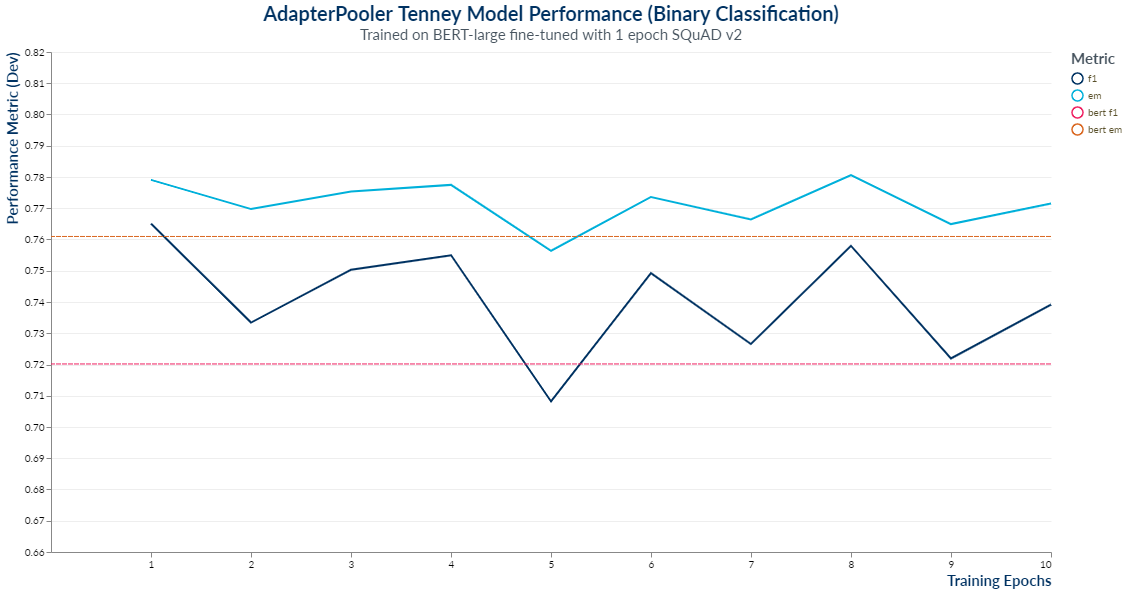 AdapterPooler Tenney Model Performance (Binary Classification)
Trained on BERT-large fine-tuned with 1 epoch SQuAD v2
Performance Metric (Dev)
0.82
0.81
0.80
0.79
0.78
0.77
0.76
0.75
0.74
0.73
0.72
0.71
0.70
0.69
0.68
0.67
0.66
1 2 3 4 5 6 7 8 9 10
Training Epochs
Metric
f1
em
bert f1
bert em